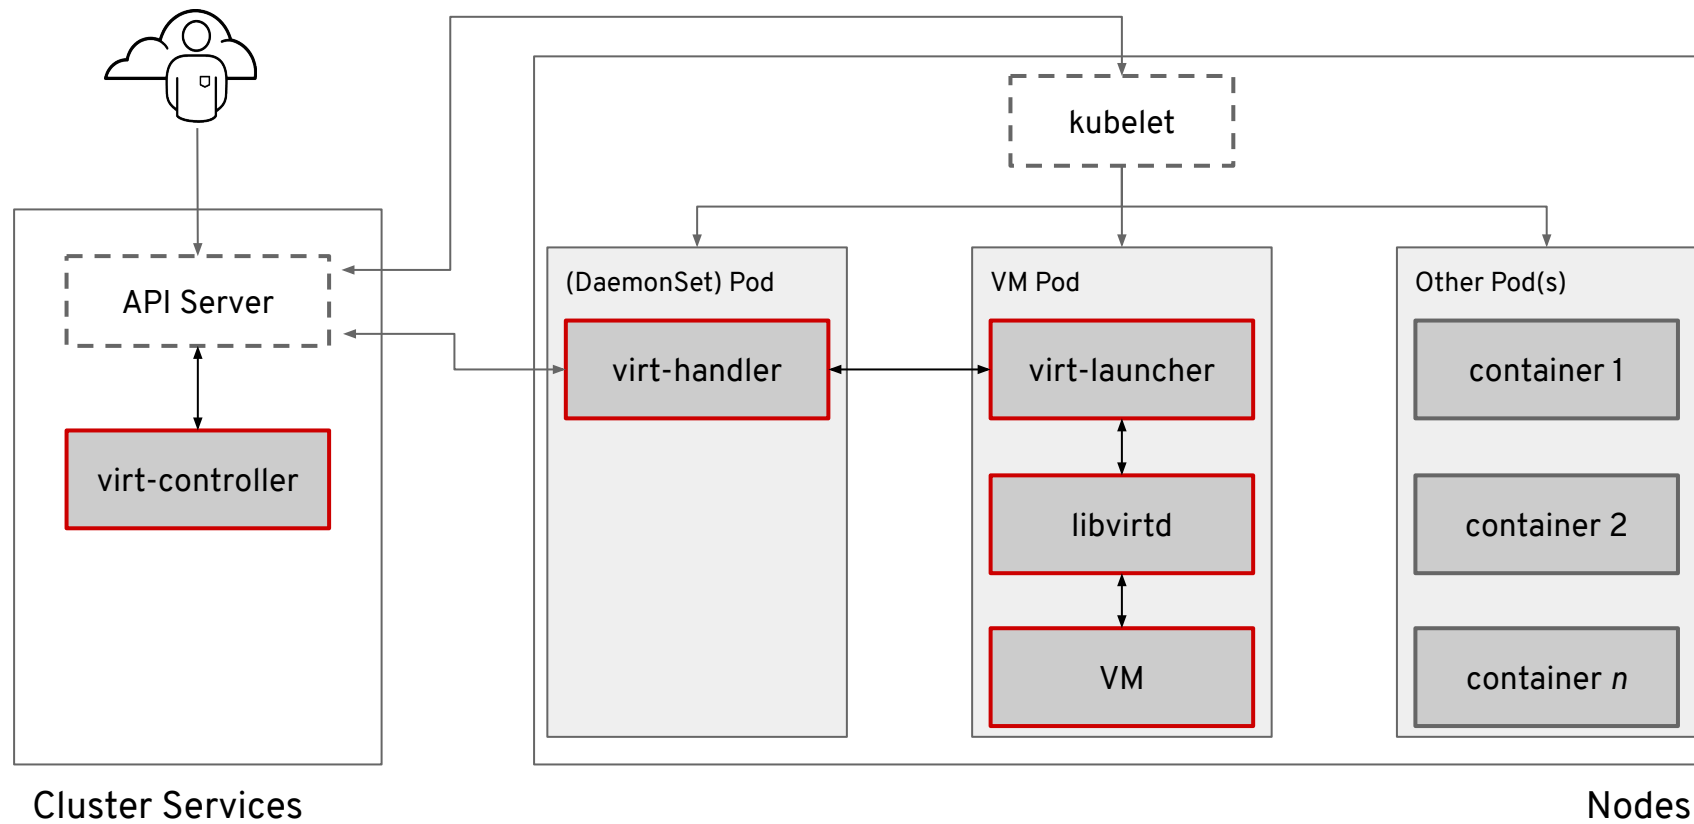 kubelet
API Server
virt-controller
(DaemonSet) Pod
virt-handler
VM Pod
virt-launcher
libvirtd
VM
Other Pod(s)
container 1
container 2
container n
Cluster Services
Nodes